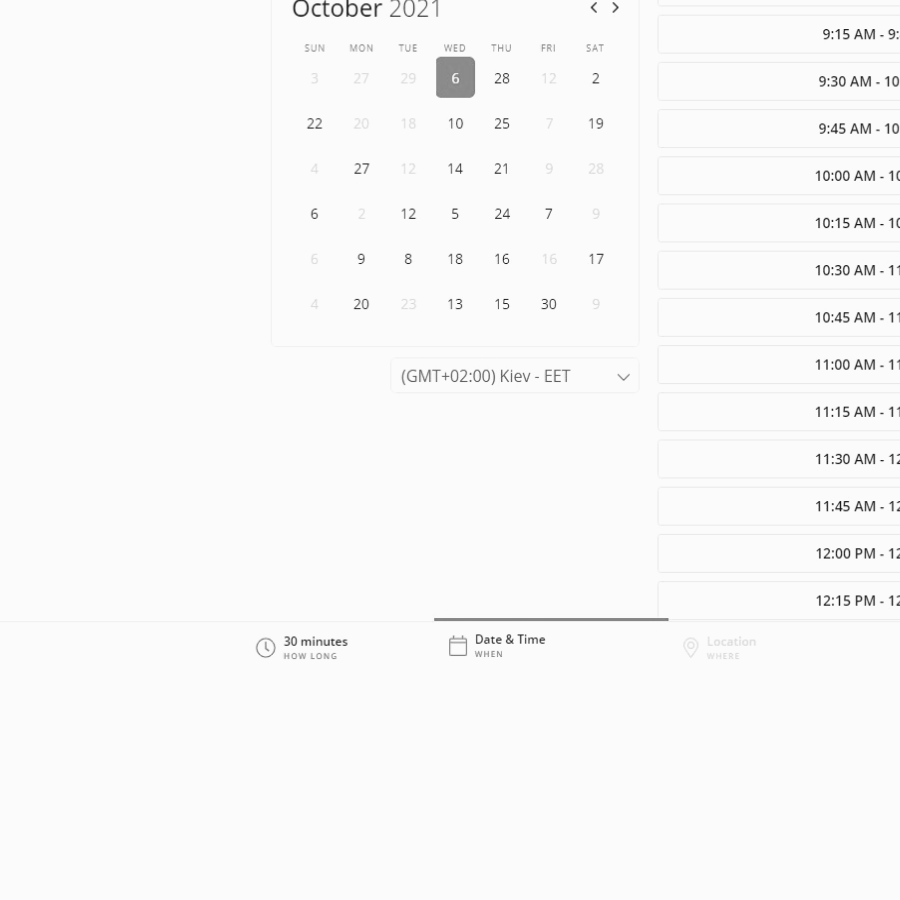 October 2021
SUN MON TUE WED THU FRI SAT
3 27 29 6 28 12 2
22 20 18 10 25 7 19
4 27 12 14 21 9 28
6 2 12 5 24 7 9
6 9 8 18 16 16 17
4 20 23 13 15 30 9
(GMT+02:00) Kiev - EET
9:15 AM - 9:
9:30 AM - 10
9:45 AM - 10
10:00 AM - 10
10:15 AM - 10
10:30 AM - 11
10:45 AM - 11
11:00 AM - 11
11:15 AM - 11
11:30 AM - 12
11:45 AM - 12
12:00 PM - 12
12:15 PM - 12
30 minutes
HOW LONG
Date & Time
WHEN
Location
WHERE